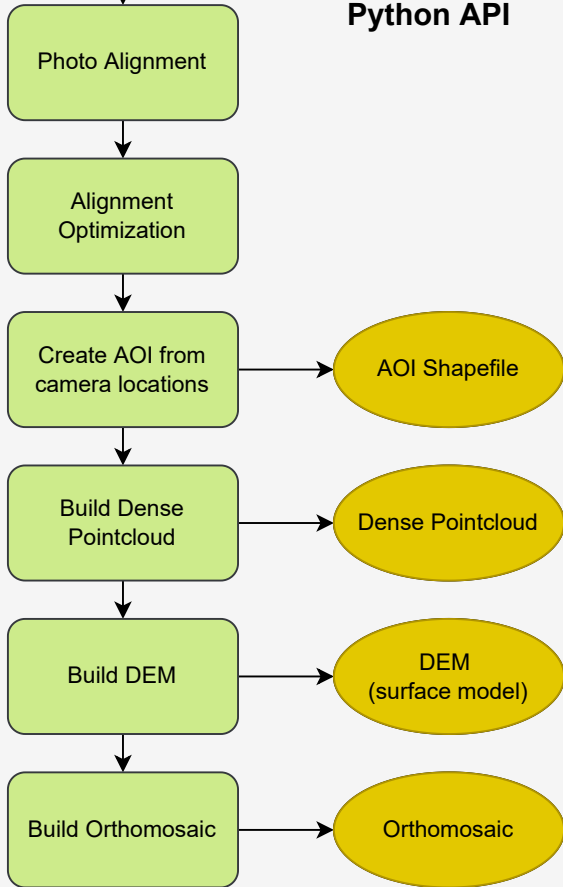 Python API
Photo Alignment
Alignment
Optimization
Create AOI from
camera locations
AOI Shapefile
Build Dense
Pointcloud
Dense Pointcloud
Build DEM
DEM
(surface model)
Build Orthomosaic
Orthomosaic